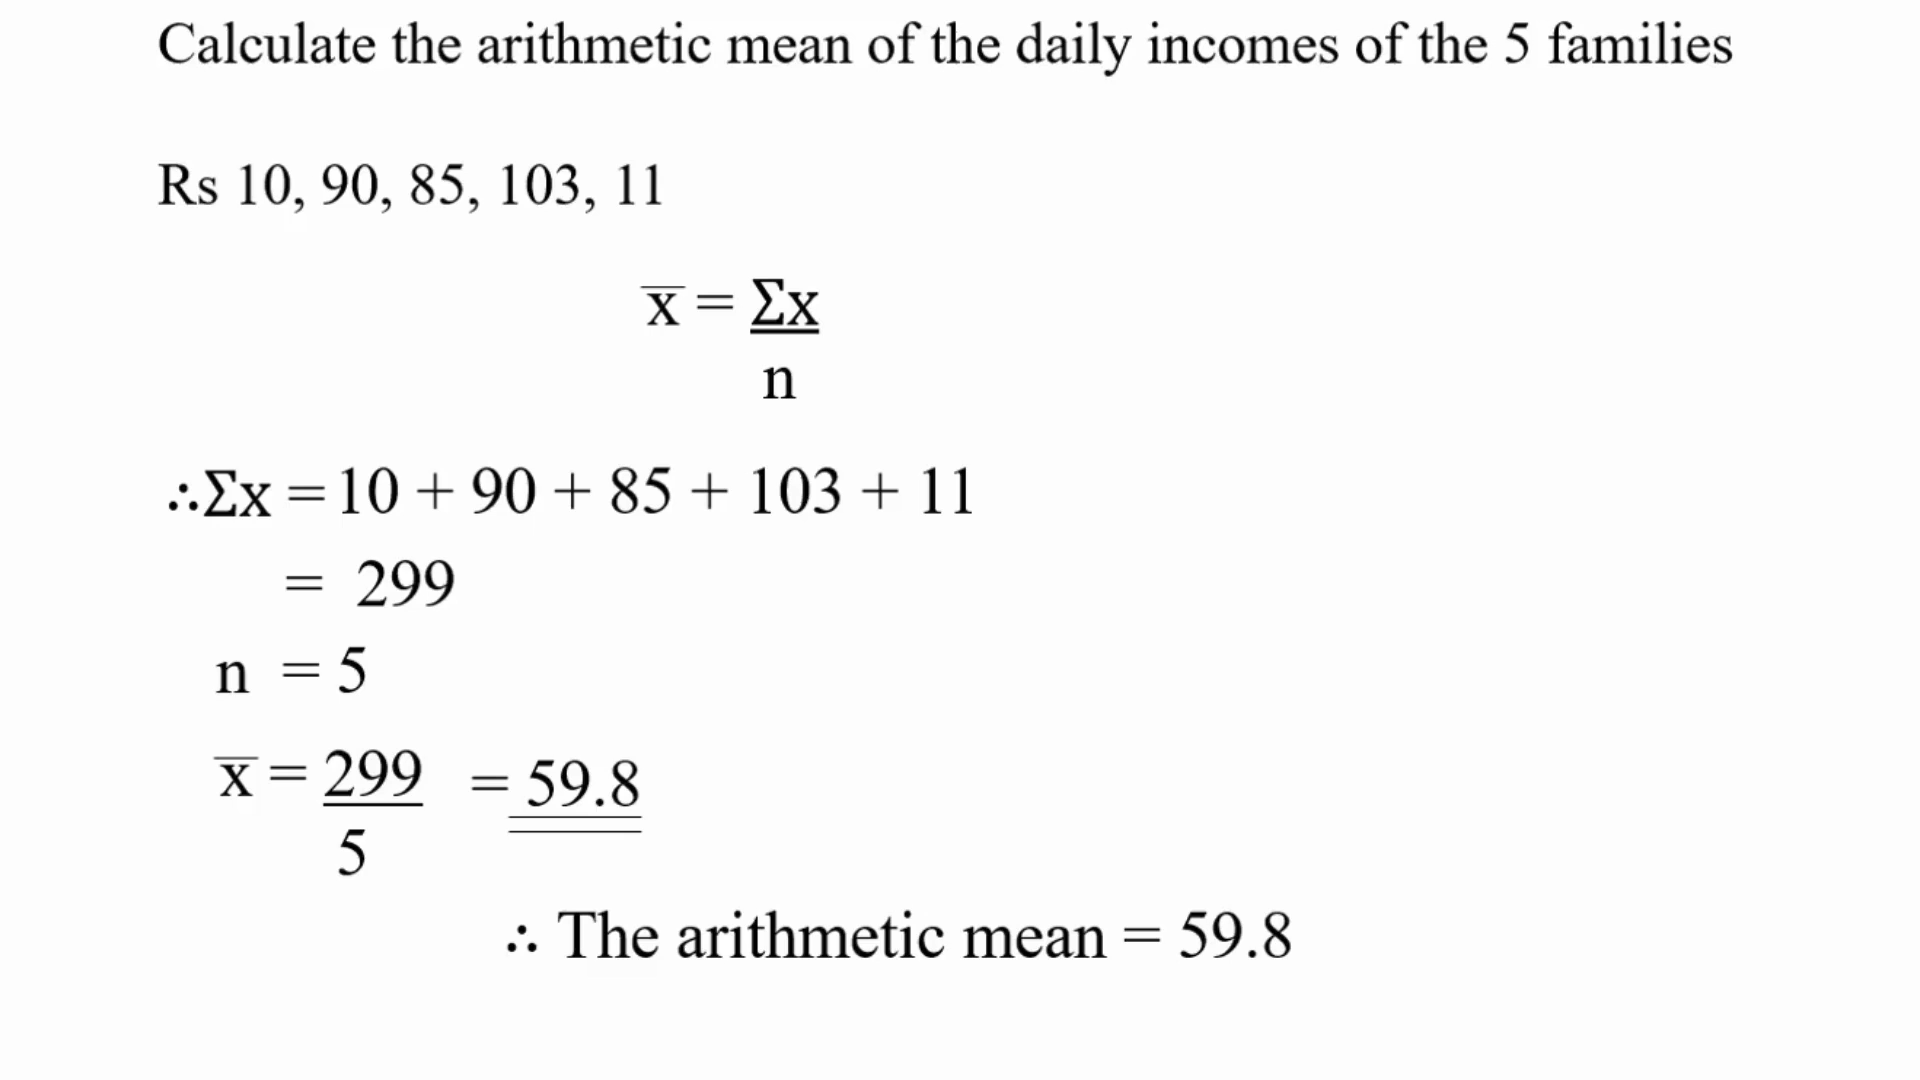 Calculate the arithmetic mean of the daily incomes of the 5 families
Rs 10, 90, 85, 103, 11
x̅ = Σx
n
∴Σx = 10 + 90 + 85 + 103 + 11
= 299
n = 5
x̅ = 299 = 59.8
5
∴ The arithmetic mean = 59.8